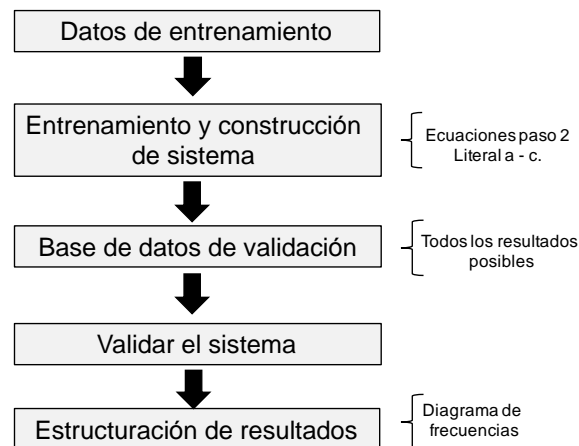 Datos de entrenamiento
Entrenamiento y construcción
de sistema
Ecuaciones paso 2
Literal a - c.
Base de datos de validación
Todos los resultados
posibles
Validar el sistema
Estructuración de resultados
Diagrama de
frecuencias